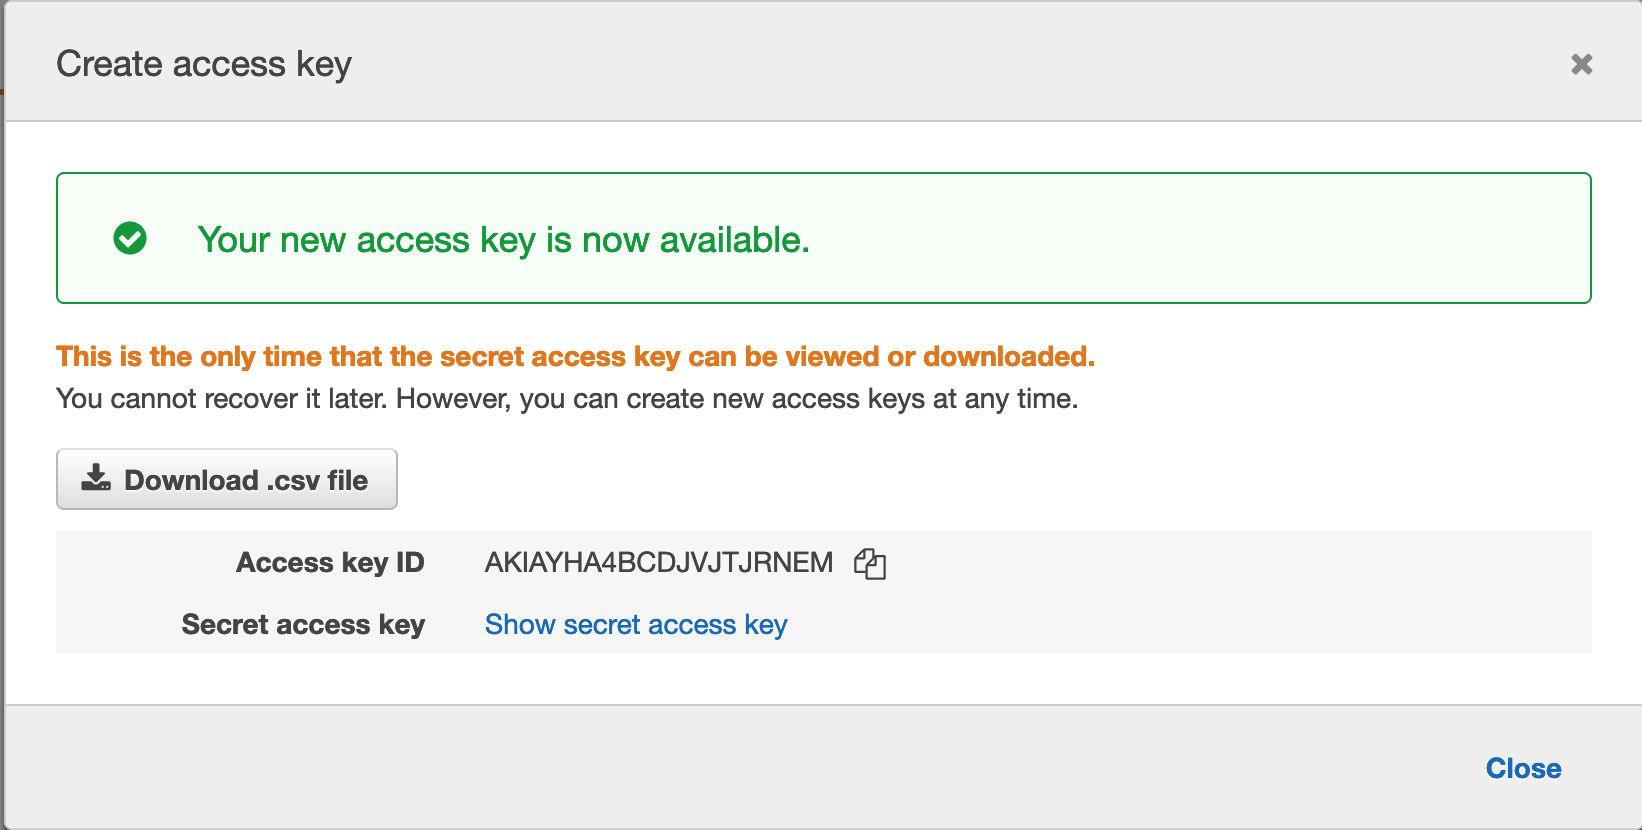 Create access key
Your new access key is now available.
This is the only time that the secret access key can be viewed or downloaded.
You cannot recover it later. However, you can create new access keys at any time.
Download .csv file
Access key ID AKIAYHA4BCDJVJTJRNEM
Secret access key Show secret access key
Close